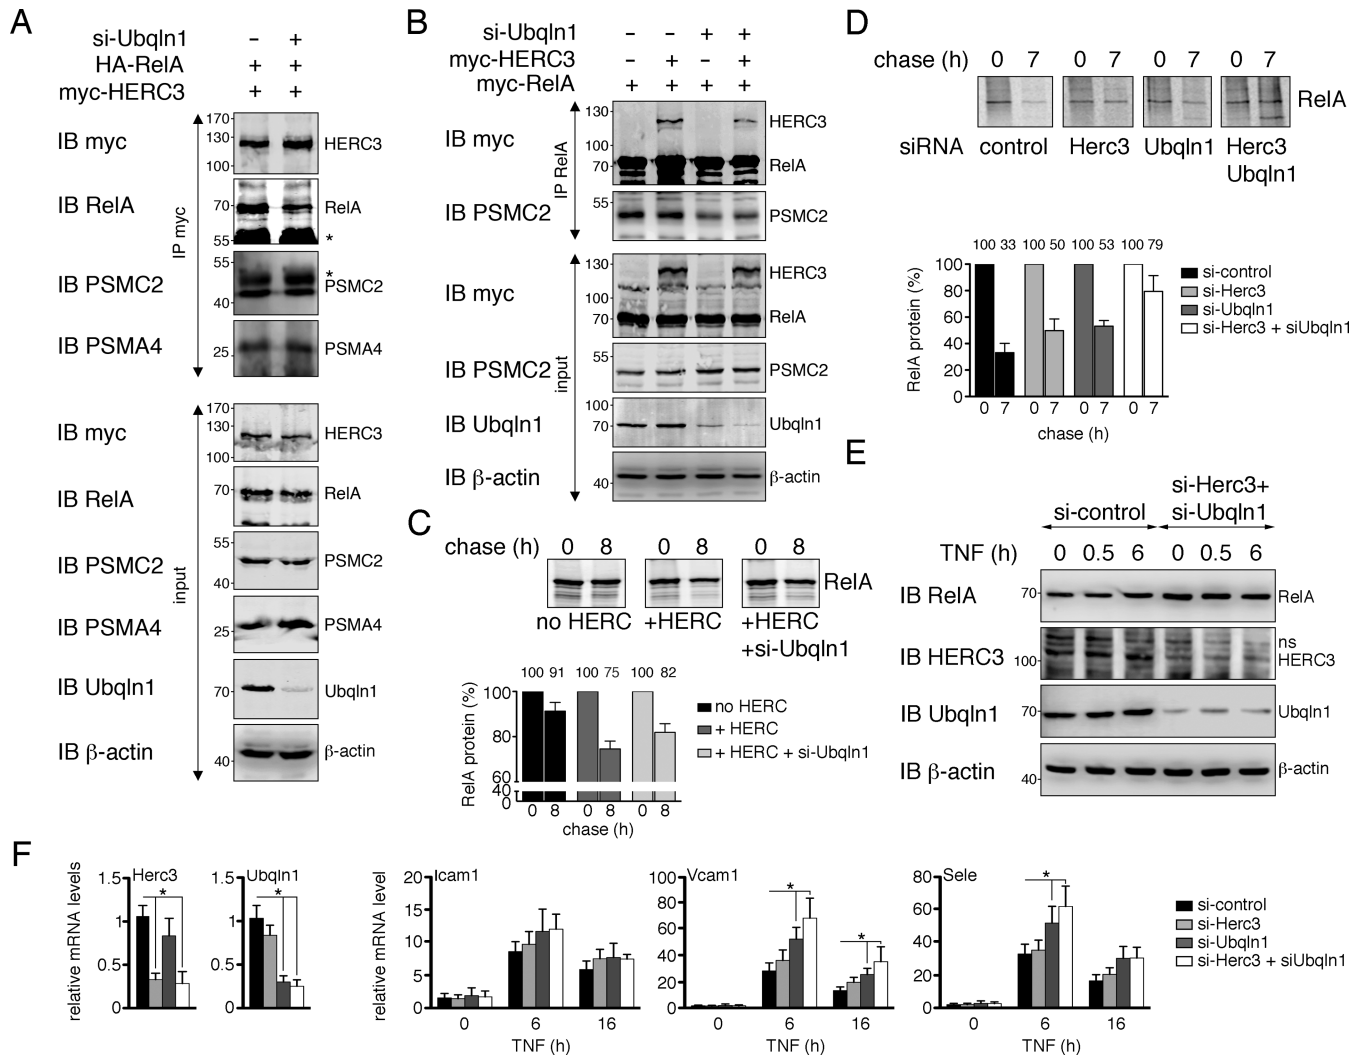 A
si-Ubqln1 – +
HA-RelA + +
myc-HERC3 + +
IP myc
IB myc 170 130 100 HERC3
IB RelA 70 55 RelA *
IB PSMC2 55 40 * PSMC2
IB PSMA4 25 PSMA4
input
IB myc 170 130 100 HERC3
IB RelA 70 RelA
IB PSMC2 55 40 PSMC2
IB PSMA4 25 PSMA4
IB Ubqln1 70 Ubqln1
IB β-actin 40 β-actin
B
si-Ubqln1 – – + +
myc-HERC3 – + – +
myc-RelA + + + +
IP RelA
IB myc 130 100 70 HERC3 RelA
IB PSMC2 55 PSMC2
input
IB myc 130 100 70 HERC3 RelA
IB PSMC2 55 PSMC2
IB Ubqln1 100 70 Ubqln1
IB β-actin 40 β-actin
C
chase (h) 0 8 0 8 0 8
RelA
no HERC +HERC +HERC
+si-Ubqln1
100 91 100 75 100 82
RelA protein (%)
100
80
60
40
0
0 8 0 8 0 8
chase (h)
no HERC
+ HERC
+ HERC + si-Ubqln1
D
chase (h) 0 7 0 7 0 7 0 7
RelA
siRNA control Herc3 Ubqln1 Herc3
Ubqln1
100 33 100 50 100 53 100 79
RelA protein (%)
100
80
60
40
20
0
0 7 0 7 0 7 0 7
chase (h)
si-control
si-Herc3
si-Ubqln1
si-Herc3 + siUbqln1
E
si-control si-Herc3+
si-Ubqln1
TNF (h) 0 0.5 6 0 0.5 6
IB RelA 70 RelA
IB HERC3 100 ns HERC3
IB Ubqln1 70 Ubqln1
IB β-actin 40 β-actin
F
relative mRNA levels
Herc3
*
1.5
1
0.5
0
Ubqln1
*
1.5
1
0.5
0
relative mRNA level
Icam1
20
15
10
5
0
0 6 16
TNF (h)
Vcam1
* *
100
80
60
40
20
0
0 6 16
TNF (h)
Sele
*
80
60
40
20
0
0 6 16
TNF (h)
si-control
si-Herc3
si-Ubqln1
si-Herc3 + siUbqln1